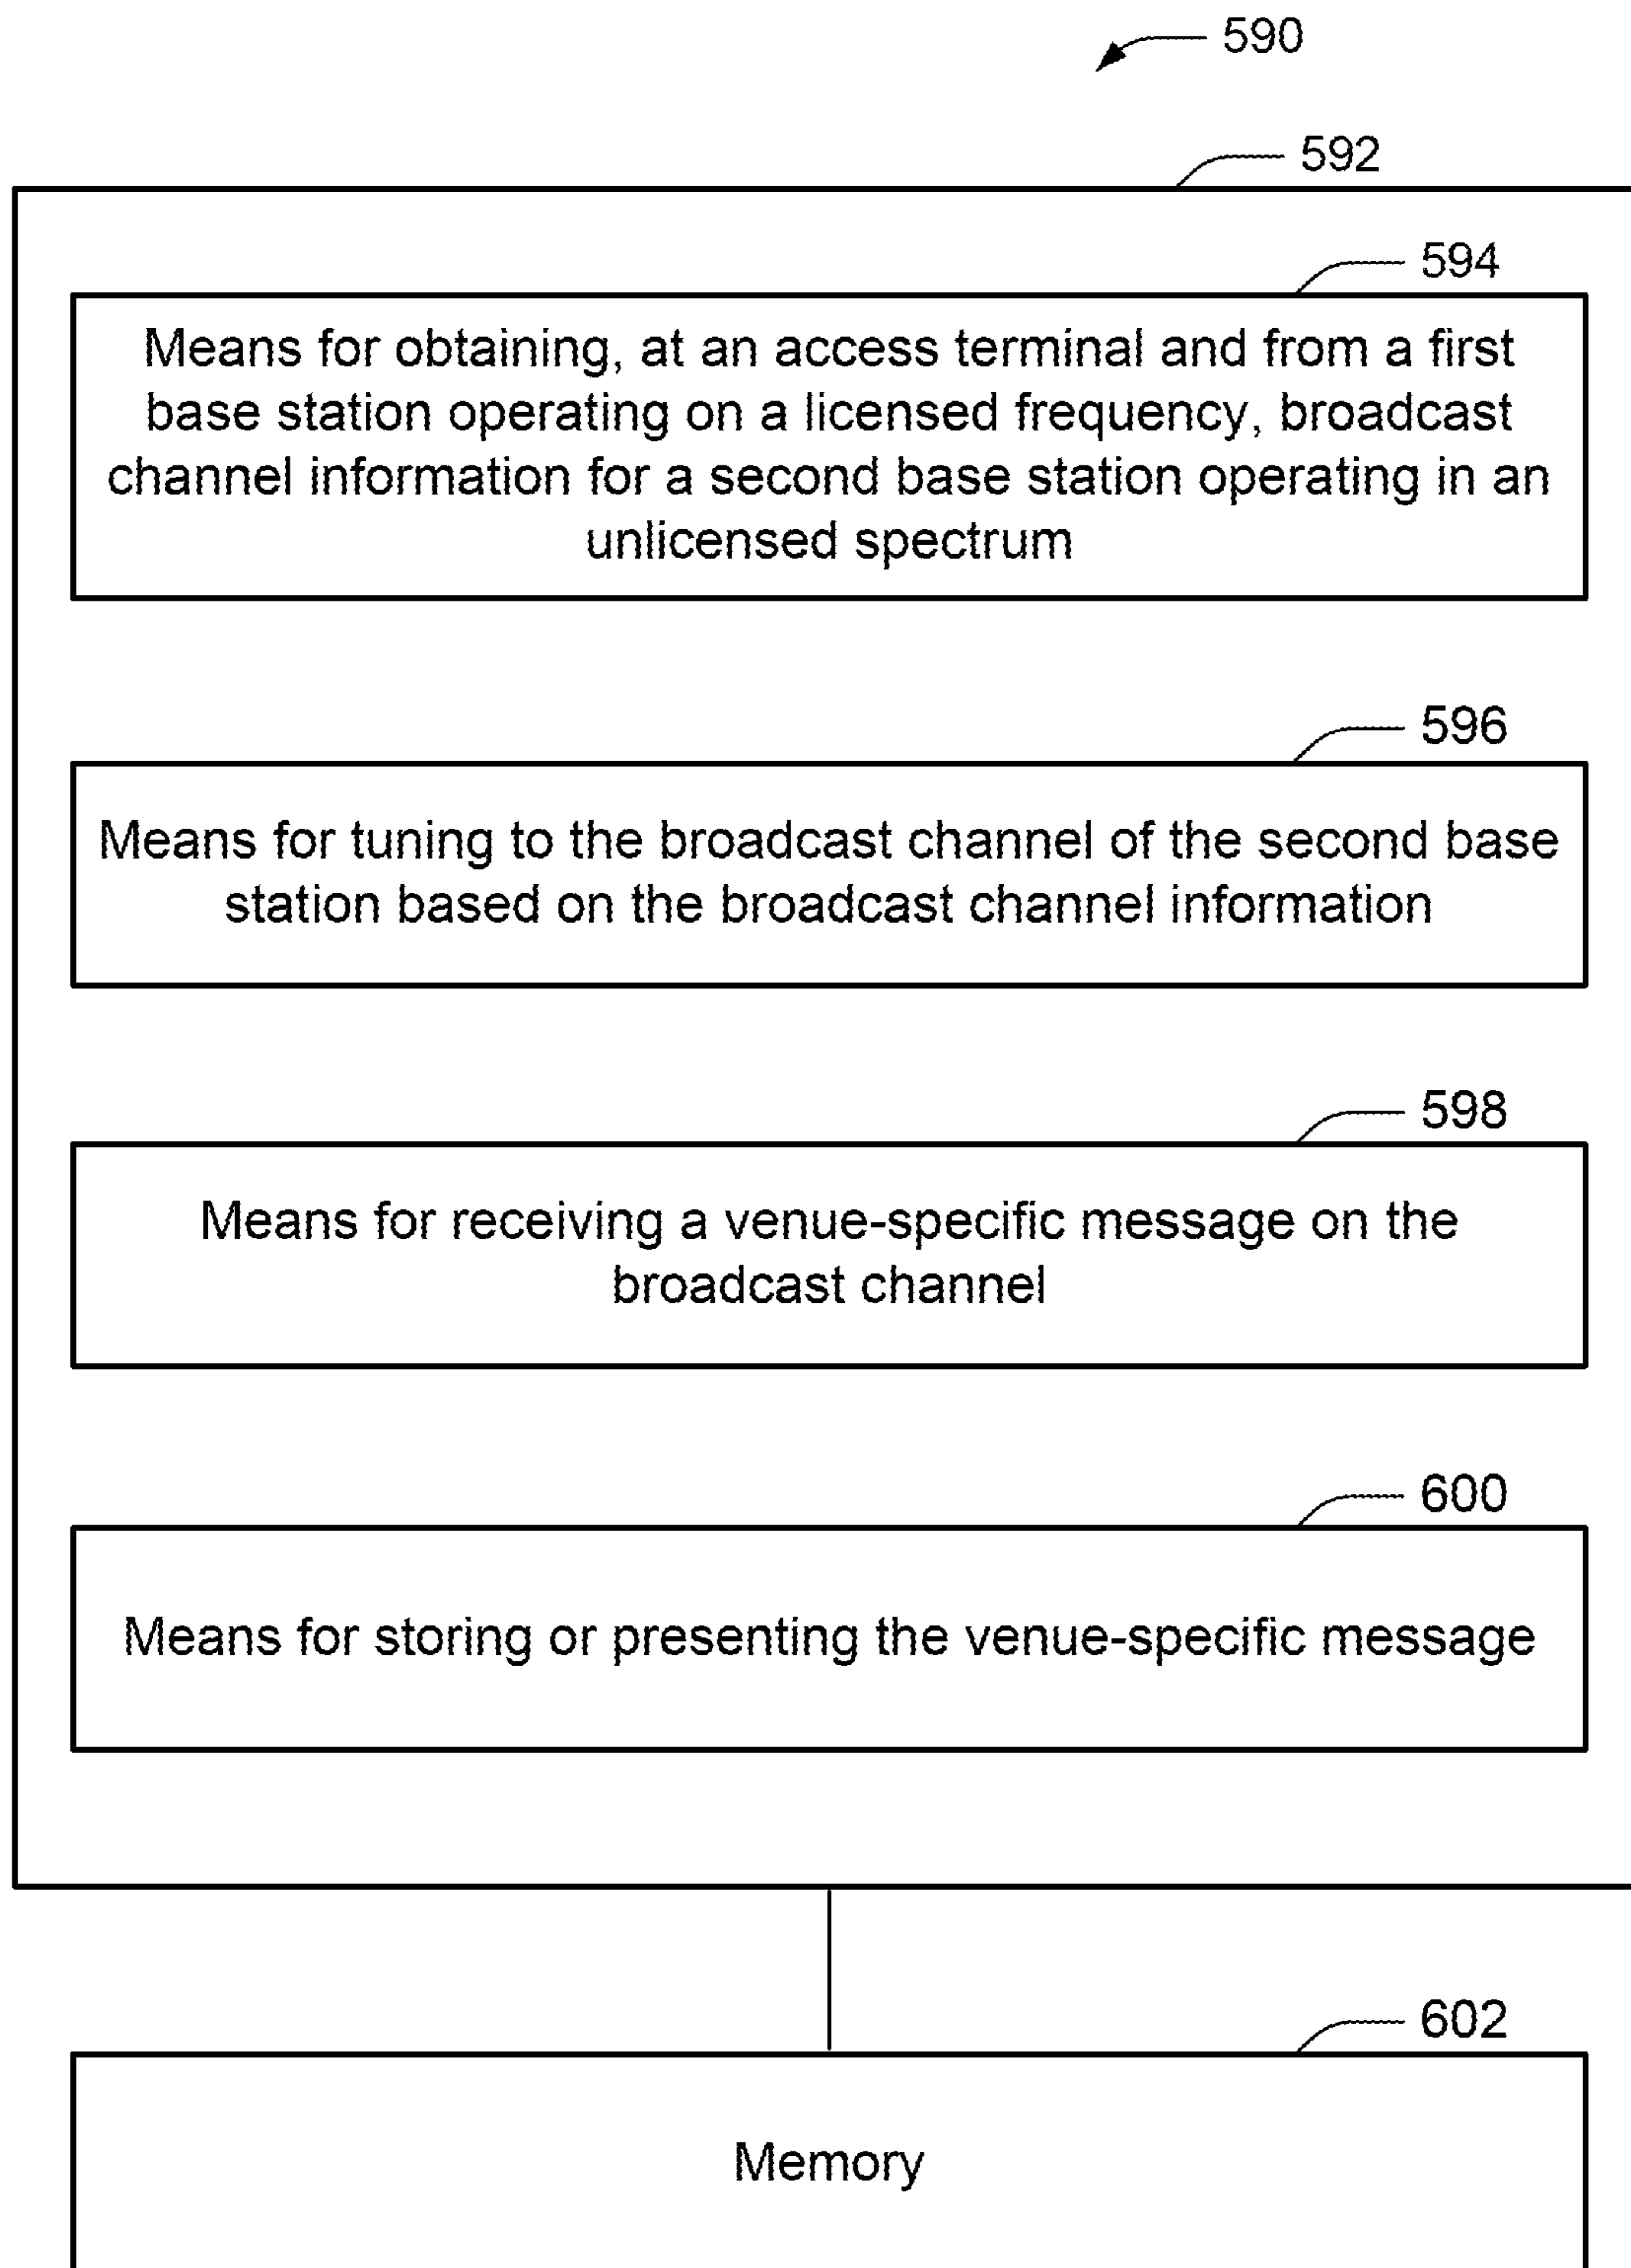 590
592
594
Means for obtaining, at an access terminal and from a first
base station operating on a licensed frequency, broadcast
channel information for a second base station operating in an
unlicensed spectrum
596
Means for tuning to the broadcast channel of the second base
station based on the broadcast channel information
598
Means for receiving a venue-specific message on the
broadcast channel
600
Means for storing or presenting the venue-specific message
602
Memory